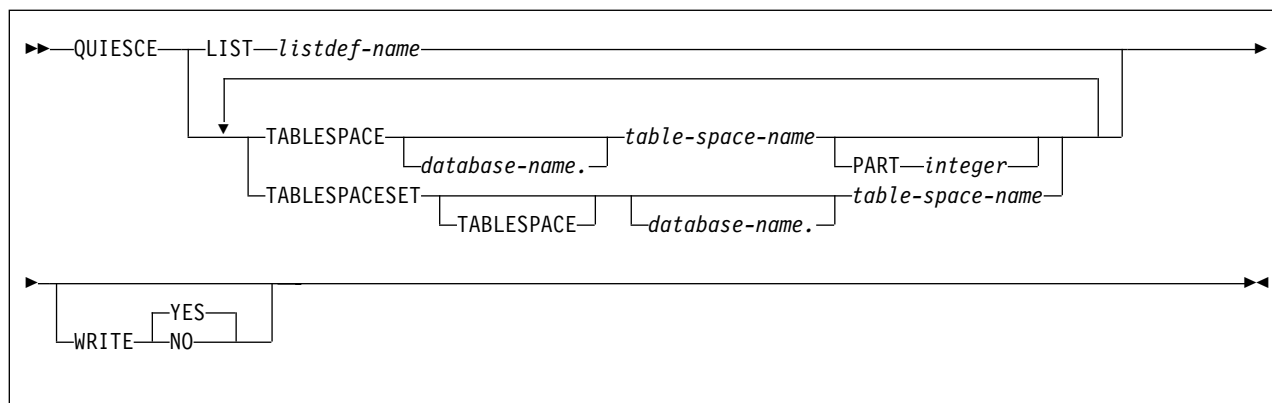 QUIESCE LIST listdef-name
TABLESPACE table-space-name
database-name. PART integer
TABLESPACESET table-space-name
TABLESPACE database-name.
YES
WRITE NO